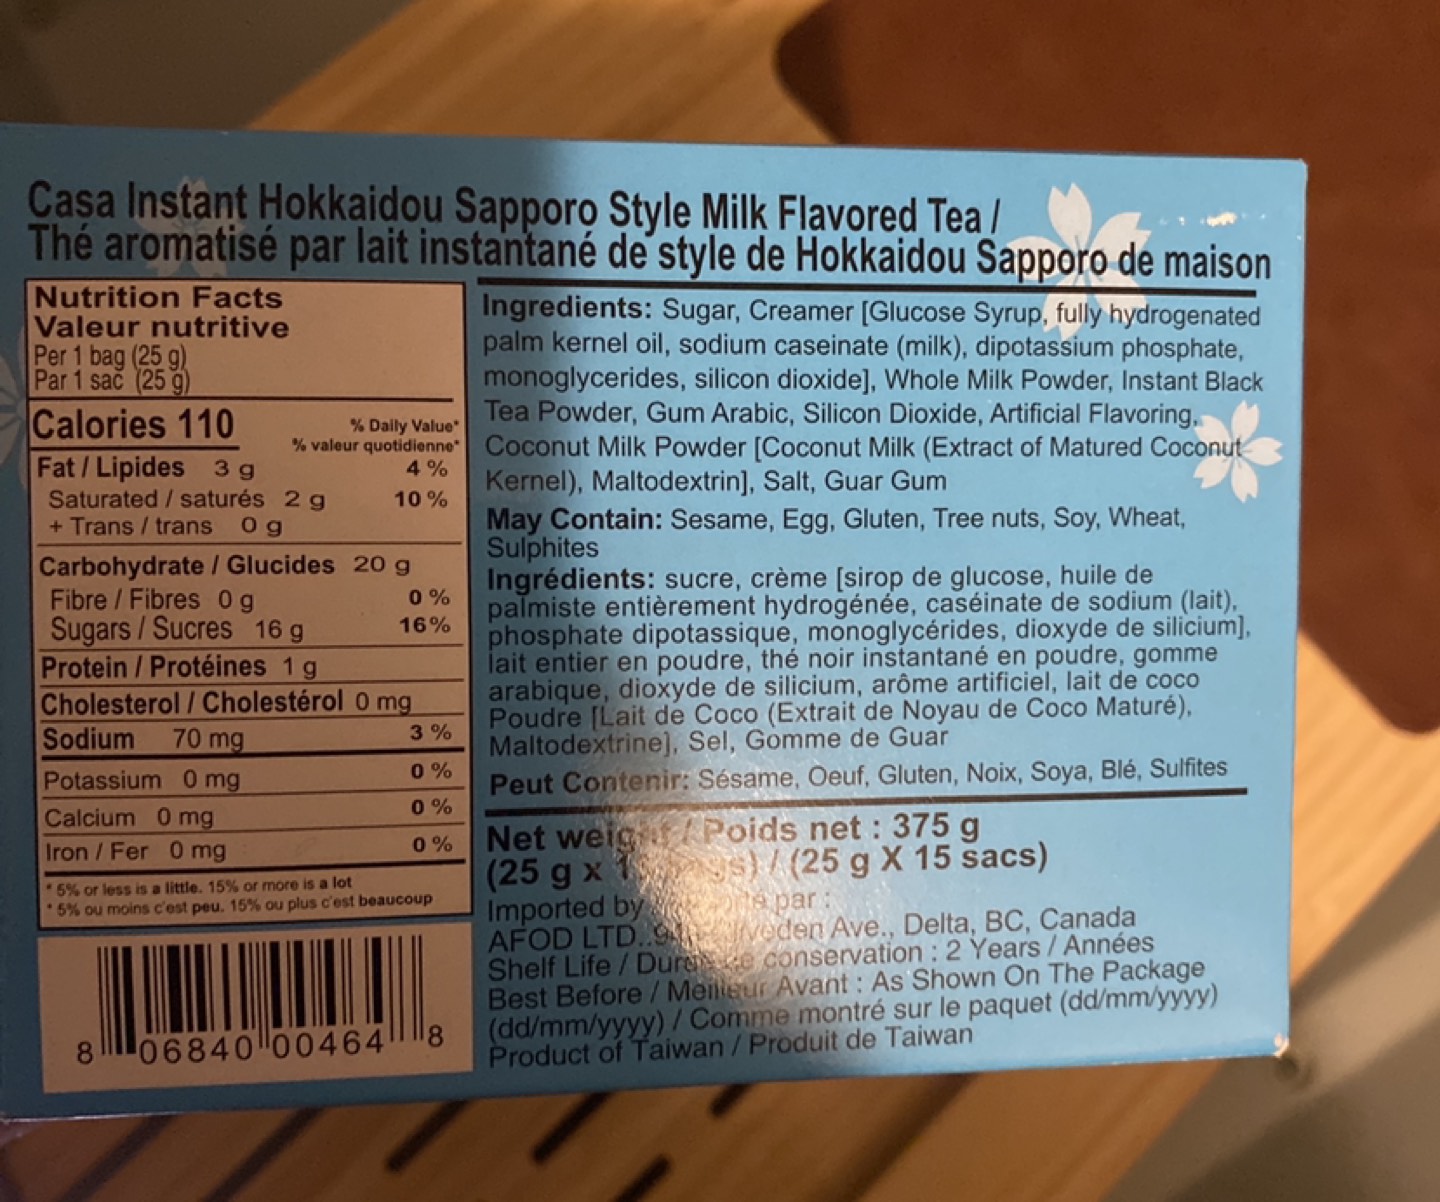 Casa Instant Hokkaidou Sapporo Style Milk Flavored Tea /
Thé aromatisé par lait instantané de style de Hokkaidou Sapporo de maison
Nutrition Facts
Valeur nutritive
Per 1 bag (25 g)
Par 1 sac (25 g)
Calories 110
% Daily Value*
% valeur quotidienne*
Fat / Lipides 3 g 4 %
Saturated / saturés 2 g 10 %
+ Trans / trans 0 g
Carbohydrate / Glucides 20 g
Fibre / Fibres 0 g 0 %
Sugars / Sucres 16 g 16%
Protein / Protéines 1 g
Cholesterol / Cholestérol 0 mg
Sodium 70 mg 3 %
Potassium 0 mg 0 %
Calcium 0 mg 0 %
Iron / Fer 0 mg 0 %
* 5% or less is a little. 15% or more is a lot
* 5% ou moins c'est peu. 15% ou plus c'est beaucoup
8 06840 00464 8
Ingredients: Sugar, Creamer [Glucose Syrup, fully hydrogenated
palm kernel oil, sodium caseinate (milk), dipotassium phosphate,
monoglycerides, silicon dioxide], Whole Milk Powder, Instant Black
Tea Powder, Gum Arabic, Silicon Dioxide, Artificial Flavoring,
Coconut Milk Powder [Coconut Milk (Extract of Matured Coconut
Kernel), Maltodextrin], Salt, Guar Gum
May Contain: Sesame, Egg, Gluten, Tree nuts, Soy, Wheat,
Sulphites
Ingrédients: sucre, crème [sirop de glucose, huile de
palmiste entièrement hydrogénée, caséinate de sodium (lait),
phosphate dipotassique, monoglycérides, dioxyde de silicium],
lait entier en poudre, thé noir instantané en poudre, gomme
arabique, dioxyde de silicium, arôme artificiel, lait de coco
Poudre [Lait de Coco (Extrait de Noyau de Coco Maturé),
Maltodextrine], Sel, Gomme de Guar
Peut Contenir: Sésame, Oeuf, Gluten, Noix, Soya, Blé, Sulfites
Net weight / Poids net : 375 g
(25 g x / (25 g X 15 sacs)
Imported by par :
AFOD LTD. Ave., Delta, BC, Canada
Shelf Life / Durée de conservation : 2 Years / Années
Best Before / Meilleur Avant : As Shown On The Package
(dd/mm/yyyy) / Comme montré sur le paquet (dd/mm/yyyy)
Product of Taiwan / Produit de Taiwan